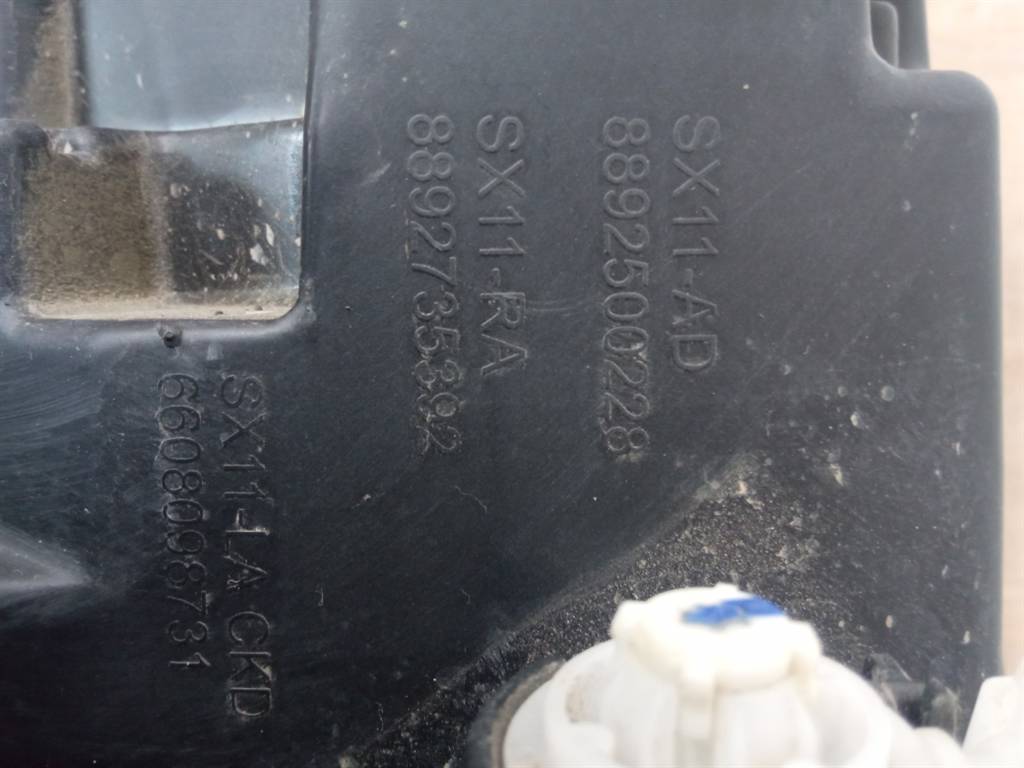 SX11-AD
8892500228
SX11-RA
8892735392
SX11-LA CKD
6608098731